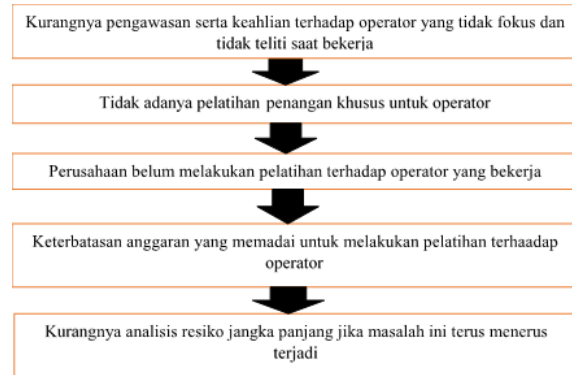 Kurangnya pengawasan serta keahlian terhadap operator yang tidak fokus dan
tidak teliti saat bekerja
Tidak adanya pelatihan penangan khusus untuk operator
Perusahaan belum melakukan pelatihan terhadap operator yang bekerja
Keterbatasan anggaran yang memadai untuk melakukan pelatihan terhaadap
operator
Kurangnya analisis resiko jangka panjang jika masalah ini terus menerus
terjadi